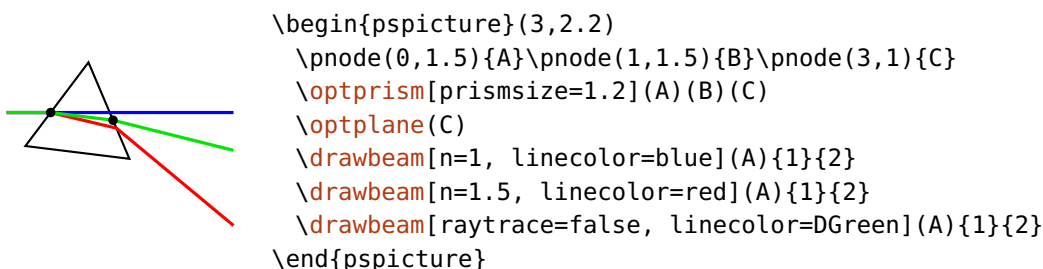 \begin{pspicture}(3,2.2)
  \pnode(0,1.5){A}\pnode(1,1.5){B}\pnode(3,1){C}
  \optprism[prismsize=1.2](A)(B)(C)
  \optplane(C)
  \drawbeam[n=1, linecolor=blue](A){1}{2}
  \drawbeam[n=1.5, linecolor=red](A){1}{2}
  \drawbeam[raytrace=false, linecolor=DGreen](A){1}{2}
\end{pspicture}